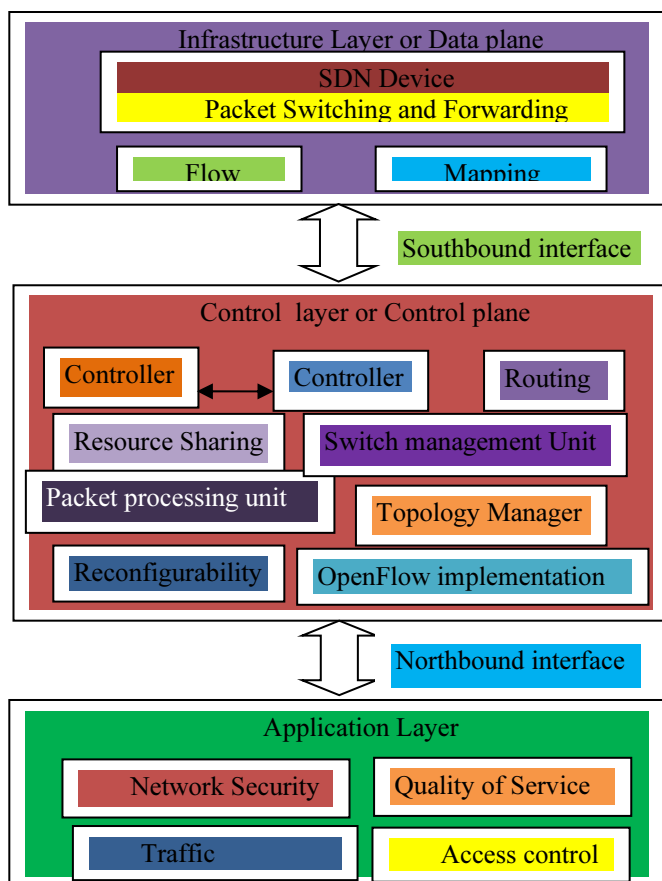 Infrastructure Layer or Data plane
SDN Device
Packet Switching and Forwarding
Flow
Mapping
Southbound interface
Control layer or Control plane
Controller
Controller
Routing
Resource Sharing
Switch management Unit
Packet processing unit
Topology Manager
Reconfigurability
OpenFlow implementation
Northbound interface
Application Layer
Network Security
Quality of Service
Traffic
Access control